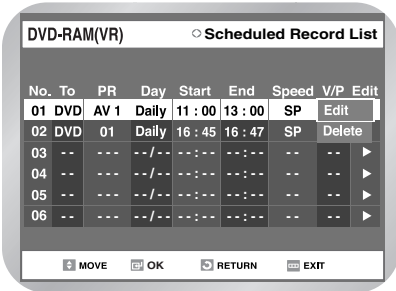 DVD-RAM(VR) Scheduled Record List
No. To PR Day Start End Speed V/P Edit
01 DVD AV 1 Daily 11 : 00 13 : 00 SP Edit
02 DVD 01 Daily 16 : 45 16 : 47 SP Delete
03 - - - - - - - / - - - - : - - - - : - - - - - - ►
04 - - - - - - - / - - - - : - - - - : - - - - - - ►
05 - - - - - - - / - - - - : - - - - : - - - - - - ►
06 - - - - - - - / - - - - : - - - - : - - - - - - ►
MOVE OK RETURN EXIT